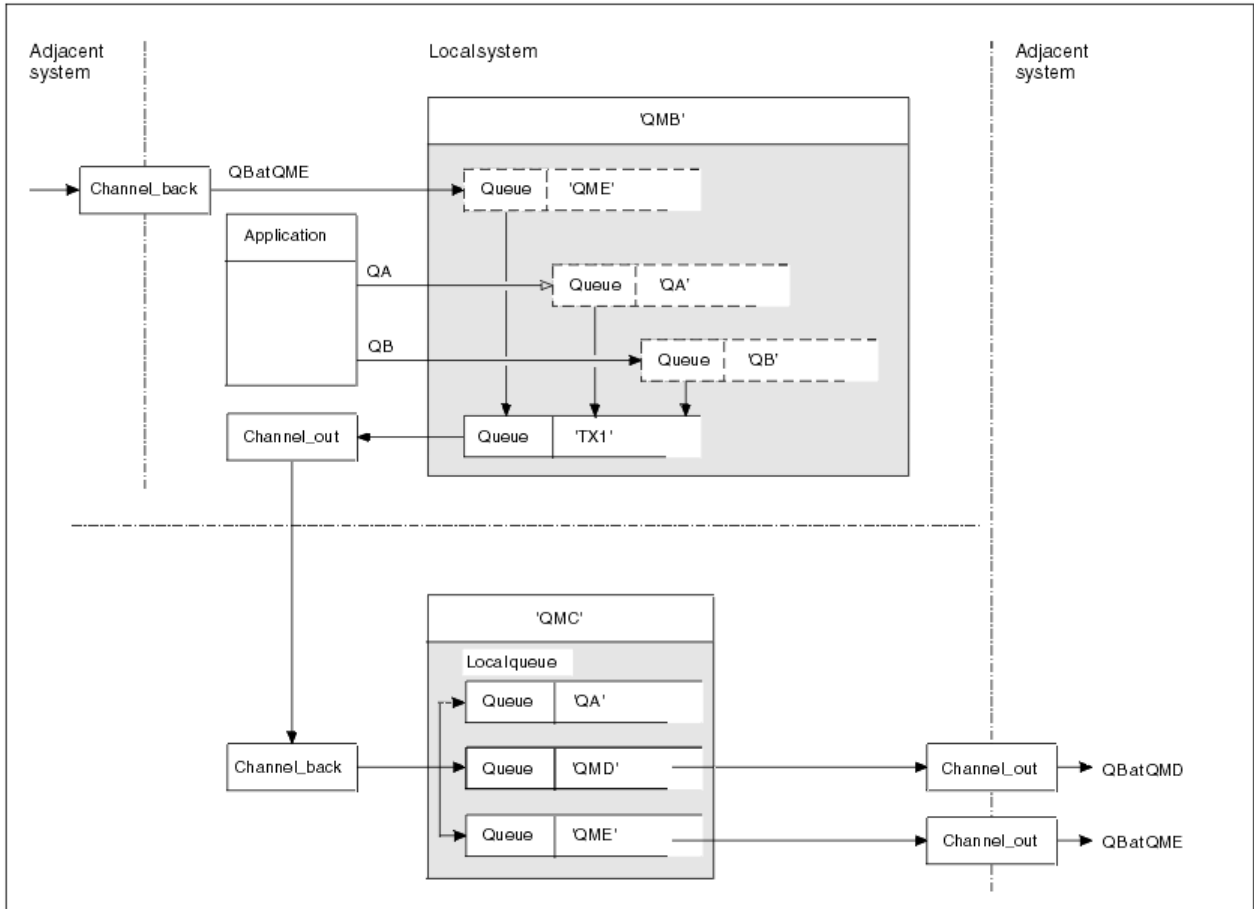 Adjacent
system
Localsystem
Adjacent
system
'QMB'
Channel_back
QBatQME
Queue 'QME'
Application
QA
Queue 'QA'
QB
Queue 'QB'
Channel_out
Queue 'TX1'
'QMC'
Localqueue
Queue 'QA'
Channel_back
Queue 'QMD'
Channel_out
QBatQMD
Queue 'QME'
Channel_out
QBatQME